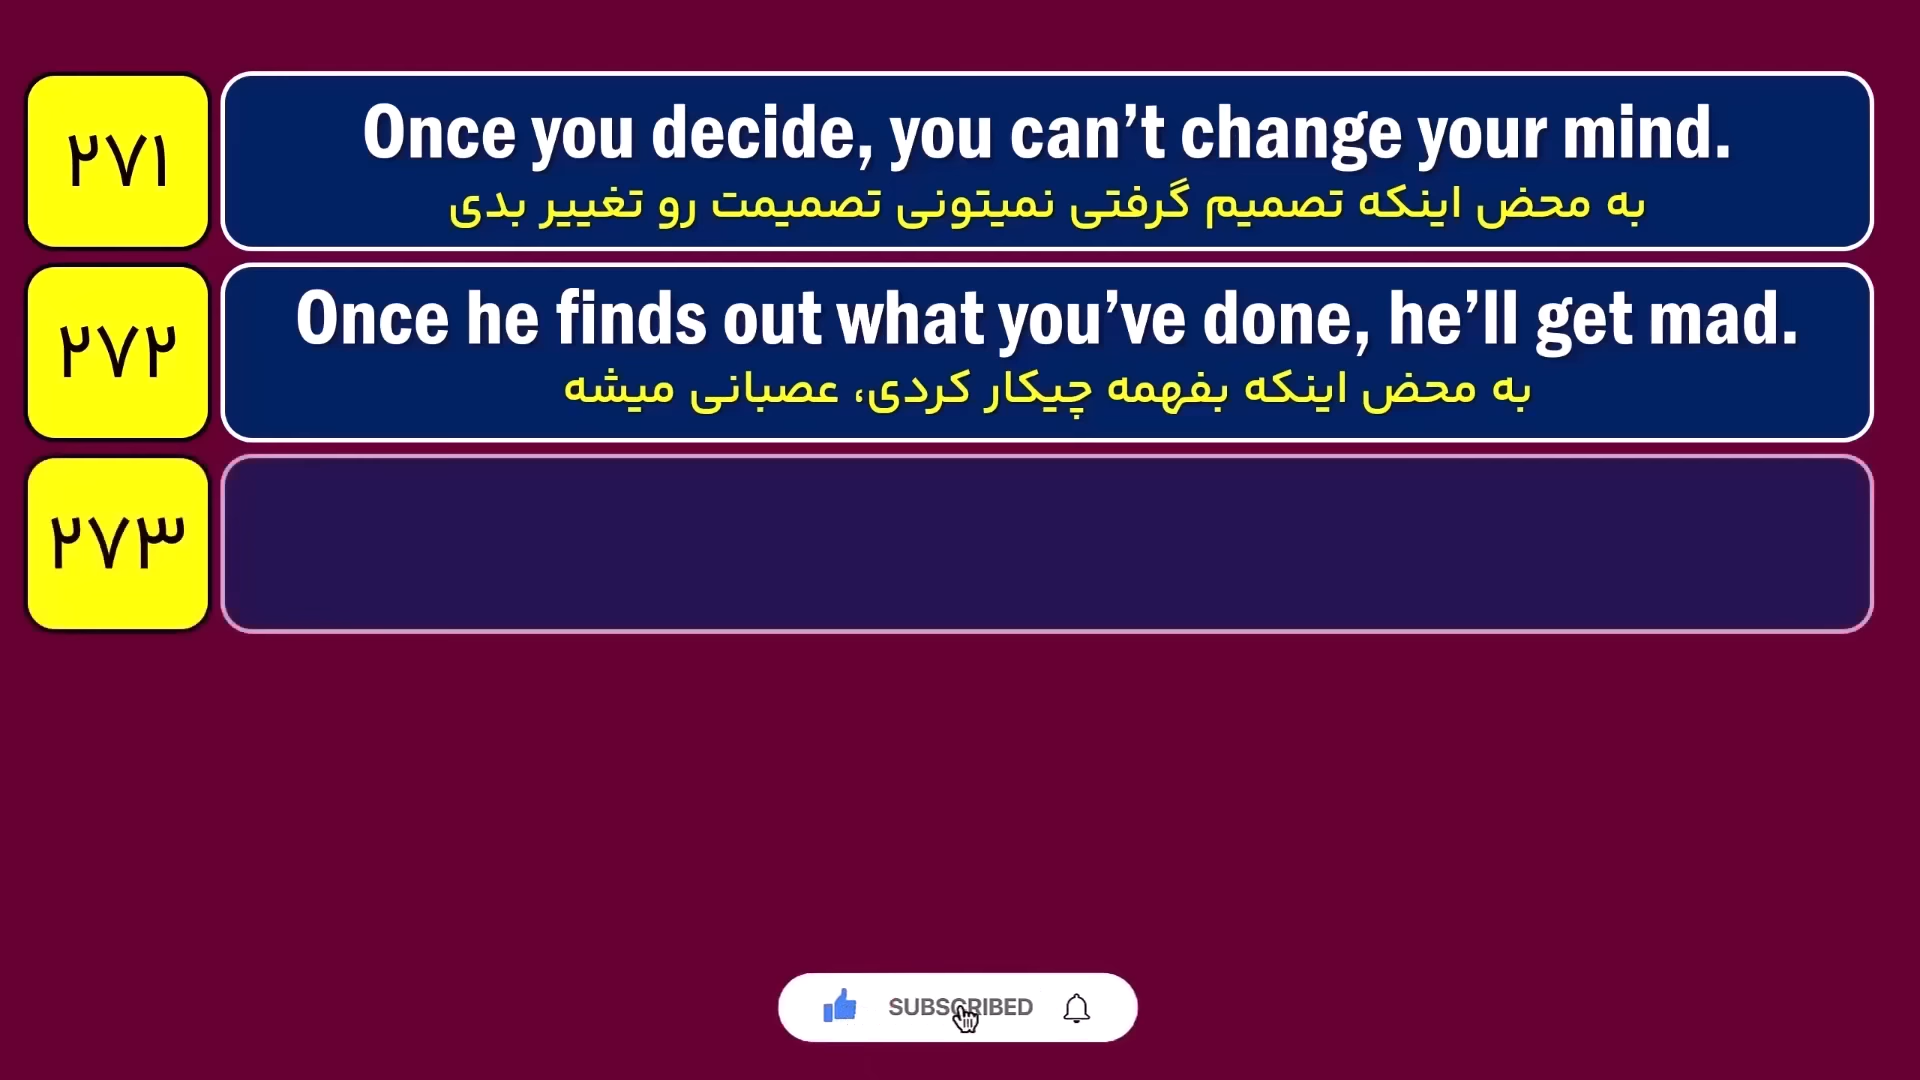 ۲۷۱
Once you decide, you can’t change your mind.
به محض اینکه تصمیم گرفتی نمیتونی تصمیمت رو تغییر بدی
۲۷۲
Once he finds out what you’ve done, he’ll get mad.
به محض اینکه بفهمه چیکار کردی، عصبانی میشه
۲۷۳
SUBSCRIBED